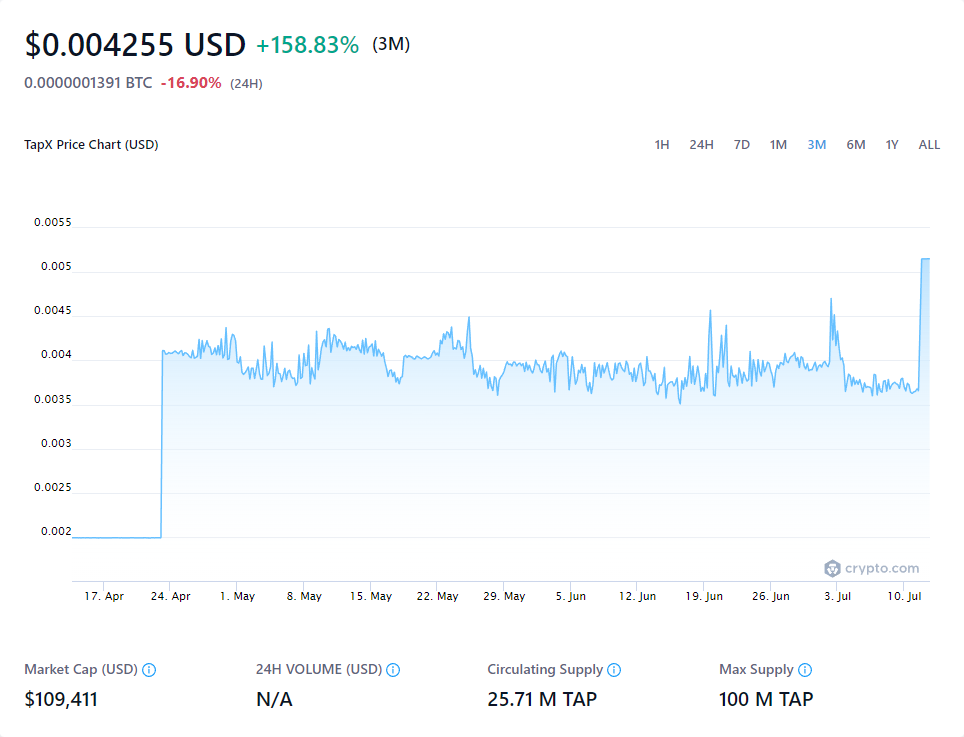 $0.004255 USD +158.83% (3M)
0.0000001391 BTC -16.90% (24H)
TapX Price Chart (USD) 1H 24H 7D 1M 3M 6M 1Y ALL
0.0055
0.005
0.0045
0.004
0.0035
0.003
0.0025
0.002
crypto.com
17. Apr 24. Apr 1. May 8. May 15. May 22. May 29. May 5. Jun 12. Jun 19. Jun 26. Jun 3. Jul 10. Jul
Market Cap (USD) 24H VOLUME (USD) Circulating Supply Max Supply
$109,411 N/A 25.71 M TAP 100 M TAP